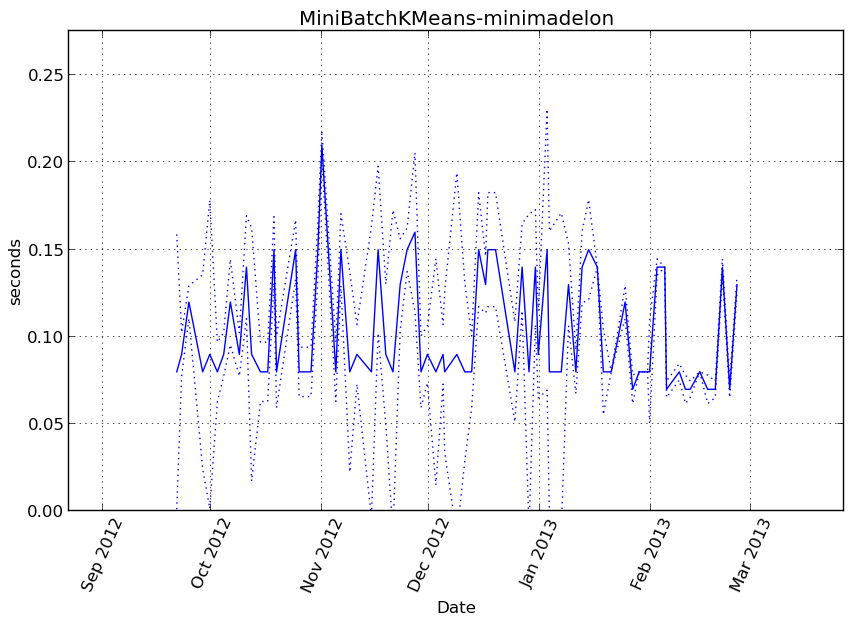 MiniBatchKMeans-minimadelon
0.25
0.20
0.15
0.10
0.05
0.00
seconds
Sep 2012
Oct 2012
Nov 2012
Dec 2012
Jan 2013
Feb 2013
Mar 2013
Date